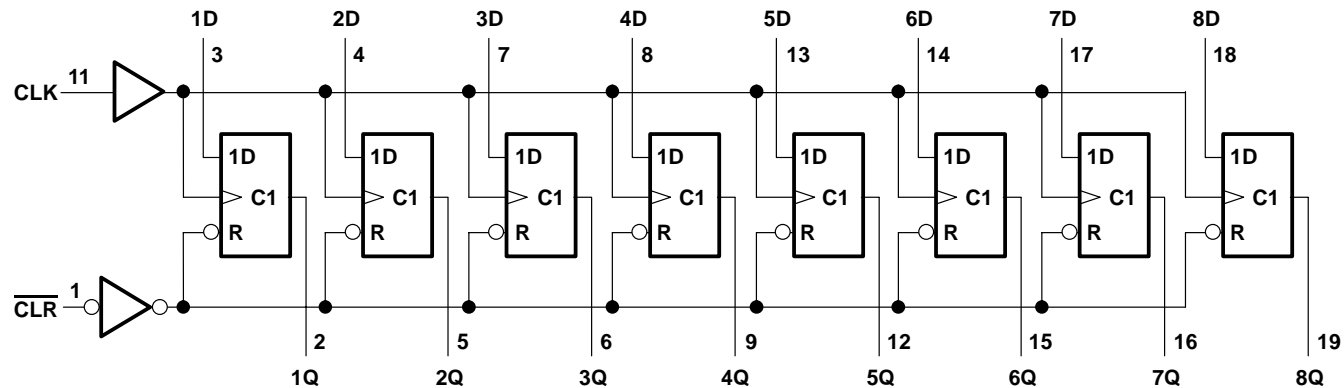 1D 2D 3D 4D 5D 6D 7D 8D
3 4 7 8 13 14 17 18
CLK 11
1D 1D 1D 1D 1D 1D 1D 1D
C1 C1 C1 C1 C1 C1 C1 C1
R R R R R R R R
CLR 1
2 5 6 9 12 15 16 19
1Q 2Q 3Q 4Q 5Q 6Q 7Q 8Q